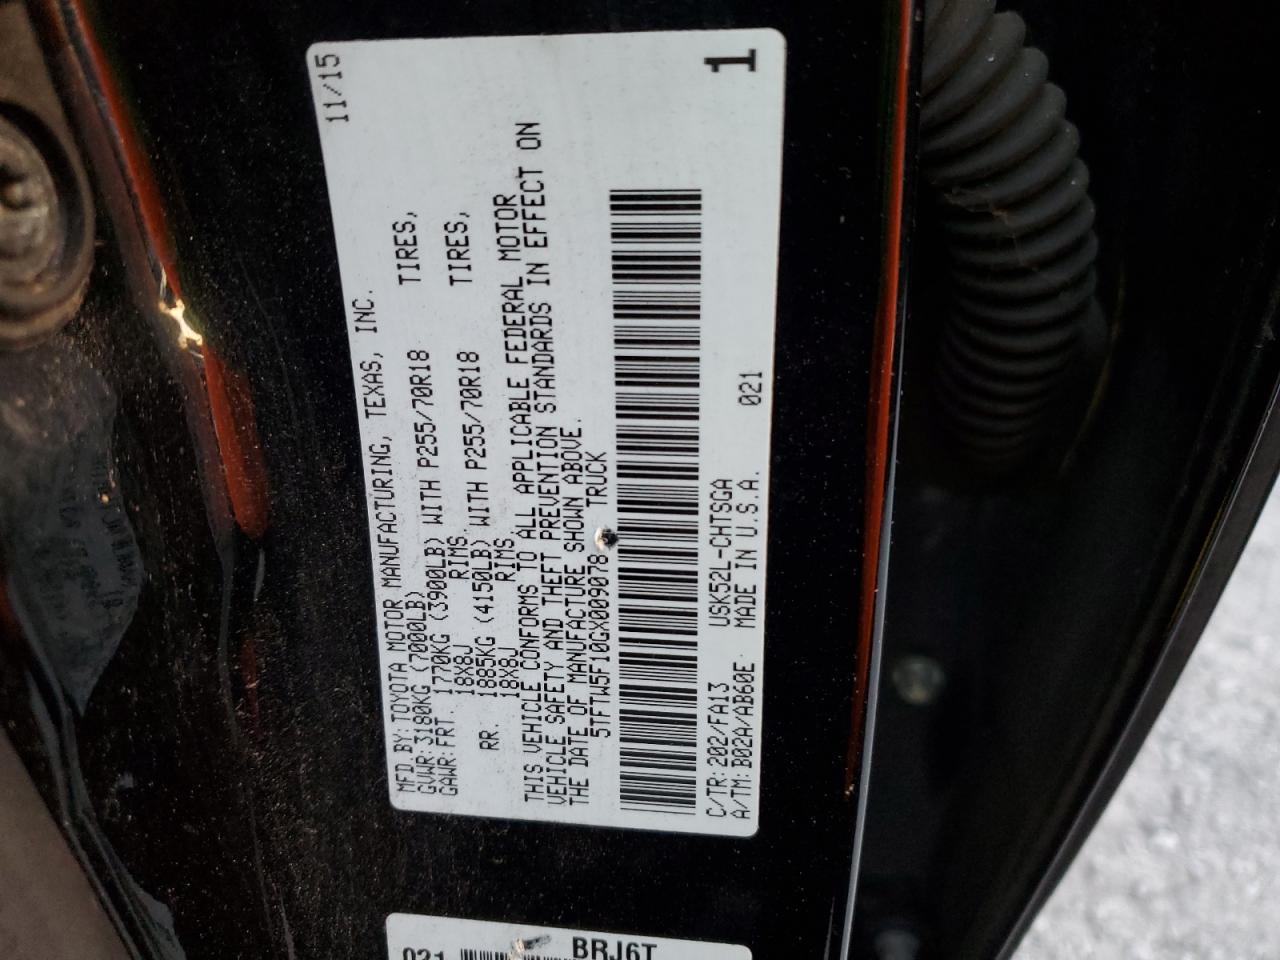 MFD BY: TOYOTA MOTOR MANUFACTURING, TEXAS, INC. 11/15
GVWR: 3180KG (7000LB)
GAWR: FRT. 1770KG (3900LB) WITH P255/70R18 TIRES,
18X8J RIMS,
RR. 1885KG (4150LB) WITH P255/70R18 TIRES,
18X8J RIMS
THIS VEHICLE CONFORMS TO ALL APPLICABLE FEDERAL MOTOR
VEHICLE SAFETY AND THEFT PREVENTION STANDARDS IN EFFECT ON
THE DATE OF MANUFACTURE SHOWN ABOVE.
5TFTW5F10GX009078 TRUCK
C/TR: 202/FA13 USK52L-CHTSGA
A/TM: B02A/AB60E MADE IN U.S.A. 021
1
021 BRJ6T